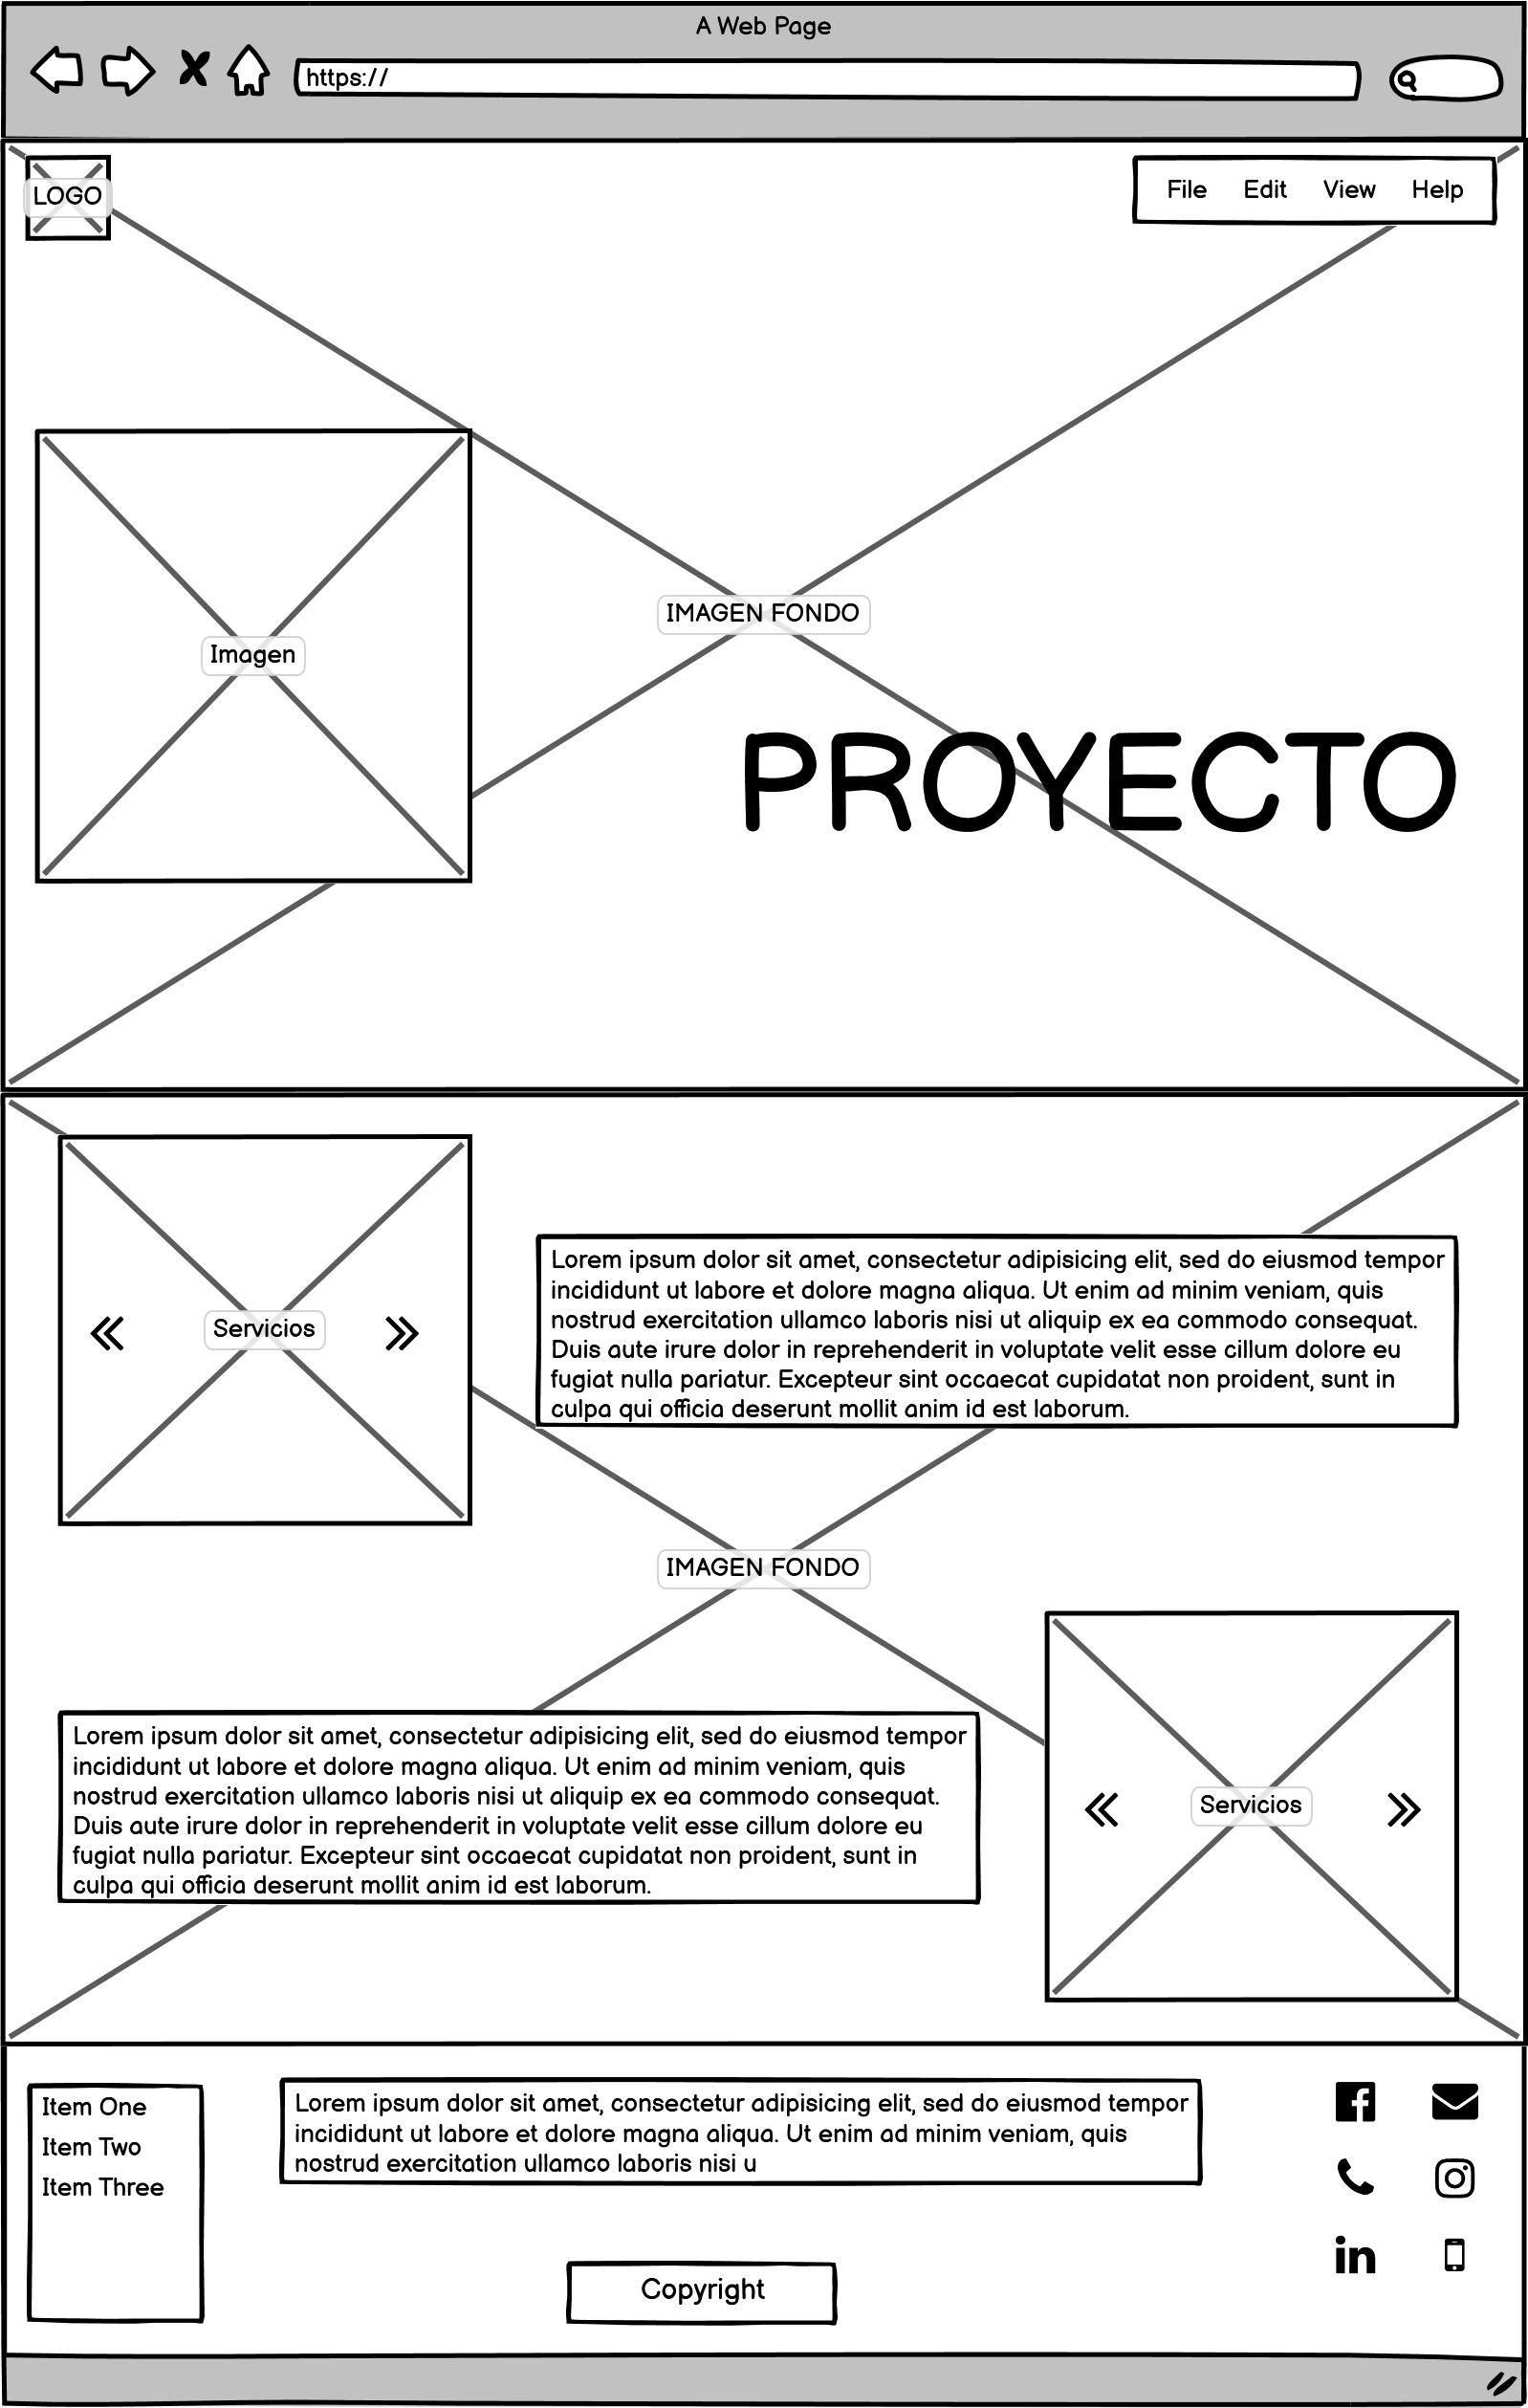 A Web Page
https://
LOGO
File Edit View Help
IMAGEN FONDO
Imagen
PROYECTO
Servicios
Lorem ipsum dolor sit amet, consectetur adipisicing elit, sed do eiusmod tempor
incididunt ut labore et dolore magna aliqua. Ut enim ad minim veniam, quis
nostrud exercitation ullamco laboris nisi ut aliquip ex ea commodo consequat.
Duis aute irure dolor in reprehenderit in voluptate velit esse cillum dolore eu
fugiat nulla pariatur. Excepteur sint occaecat cupidatat non proident, sunt in
culpa qui officia deserunt mollit anim id est laborum.
IMAGEN FONDO
Lorem ipsum dolor sit amet, consectetur adipisicing elit, sed do eiusmod tempor
incididunt ut labore et dolore magna aliqua. Ut enim ad minim veniam, quis
nostrud exercitation ullamco laboris nisi ut aliquip ex ea commodo consequat.
Duis aute irure dolor in reprehenderit in voluptate velit esse cillum dolore eu
fugiat nulla pariatur. Excepteur sint occaecat cupidatat non proident, sunt in
culpa qui officia deserunt mollit anim id est laborum.
Servicios
Item One
Item Two
Item Three
Lorem ipsum dolor sit amet, consectetur adipisicing elit, sed do eiusmod tempor
incididunt ut labore et dolore magna aliqua. Ut enim ad minim veniam, quis
nostrud exercitation ullamco laboris nisi u
Copyright